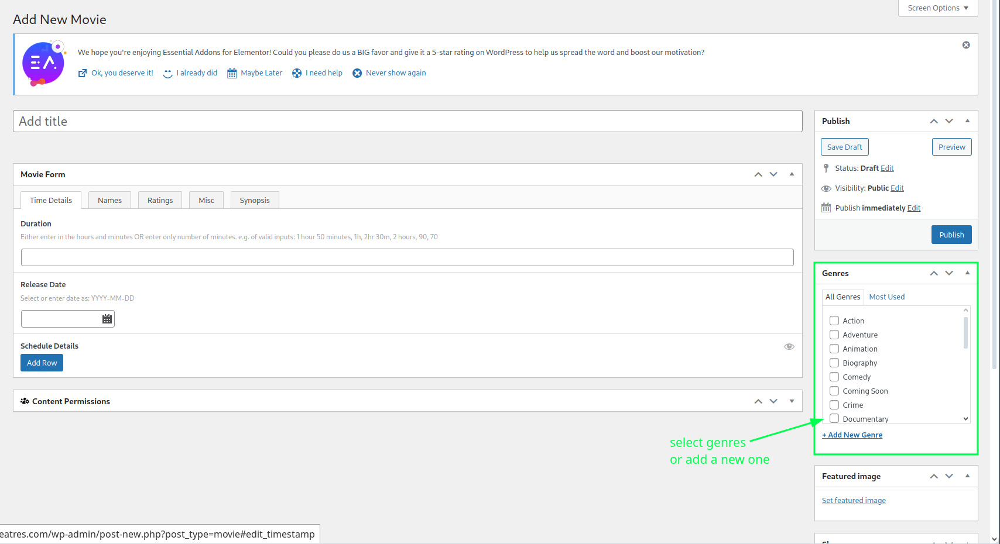 Screen Options
Add New Movie
We hope you're enjoying Essential Addons for Elementor! Could you please do us a BIG favor and give it a 5-star rating on WordPress to help us spread the word and boost our motivation?
Ok, you deserve it! I already did Maybe Later I need help Never show again
Add title
Movie Form
Time Details Names Ratings Misc Synopsis
Duration
Either enter in the hours and minutes OR enter only number of minutes. e.g. of valid inputs: 1 hour 50 minutes, 1h, 2hr 30m, 2 hours, 90, 70
Release Date
Select or enter date as: YYYY-MM-DD
Schedule Details
Add Row
Content Permissions
Publish
Save Draft Preview
Status: Draft Edit
Visibility: Public Edit
Publish immediately Edit
Publish
Genres
All Genres Most Used
Action
Adventure
Animation
Biography
Comedy
Coming Soon
Crime
Documentary
+ Add New Genre
select genres
or add a new one
Featured image
Set featured image
eatres.com/wp-admin/post-new.php?post_type=movie#edit_timestamp